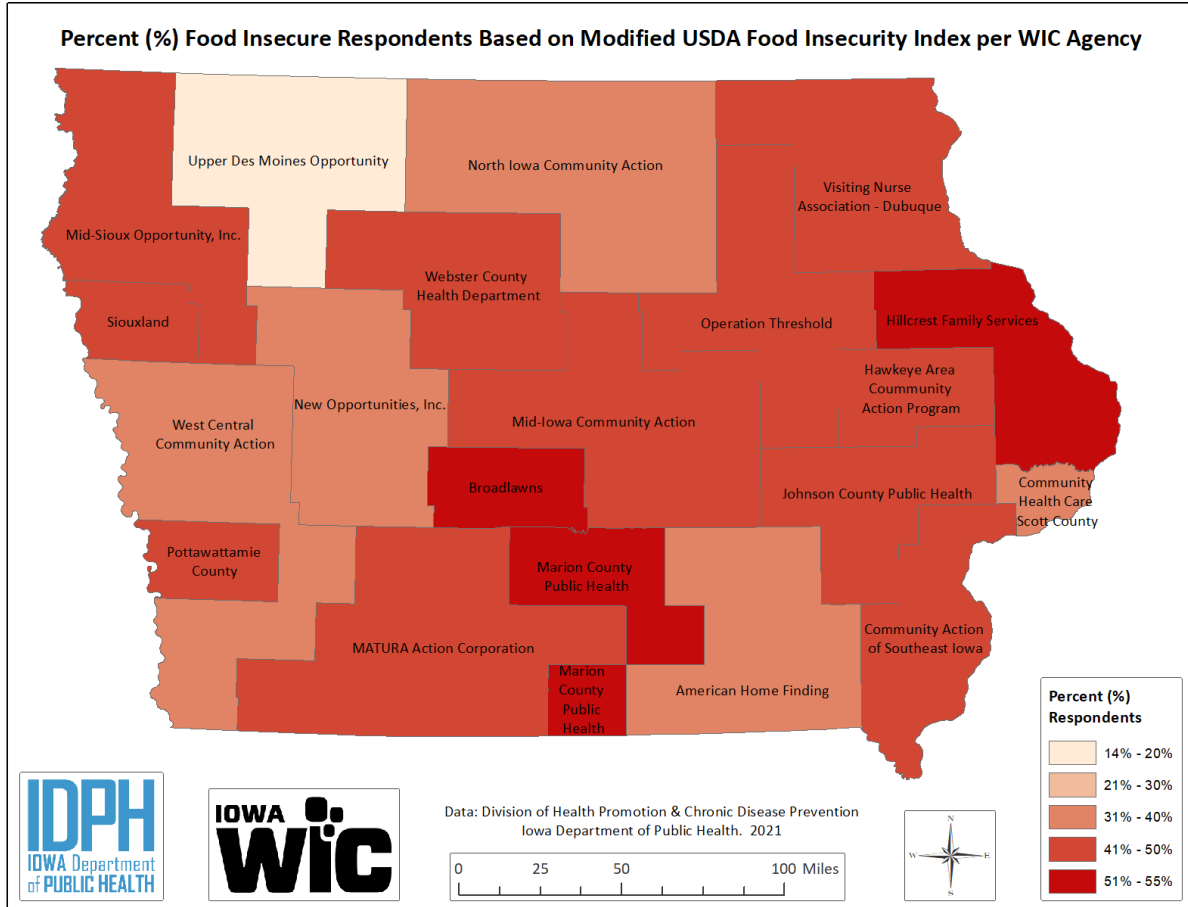 Percent (%) Food Insecure Respondents Based on Modified USDA Food Insecurity Index per WIC Agency
Upper Des Moines Opportunity
North Iowa Community Action
Visiting Nurse
Association - Dubuque
Mid-Sioux Opportunity, Inc.
Webster County
Health Department
Siouxland
Operation Threshold
Hillcrest Family Services
Hawkeye Area
Coummunity
Action Program
New Opportunities, Inc.
West Central
Community Action
Mid-Iowa Community Action
Broadlawns
Johnson County Public Health
Community
Health Care
Scott County
Pottawattamie
County
Marion County
Public Health
MATURA Action Corporation
Community Action
of Southeast Iowa
Marion
County
Public
Health
American Home Finding
Percent (%)
Respondents
14% - 20%
21% - 30%
31% - 40%
41% - 50%
51% - 55%
IDPH
IOWA Department
of PUBLIC HEALTH
IOWA
WIC
Data: Division of Health Promotion & Chronic Disease Prevention
Iowa Department of Public Health. 2021
0 25 50 100 Miles
N
W E
S